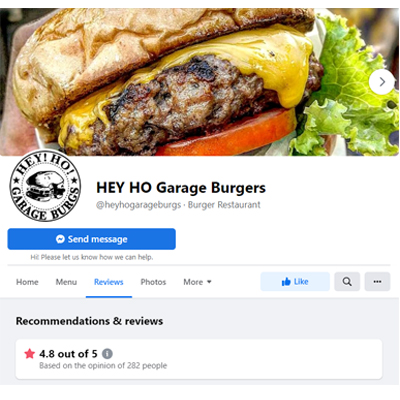 HEY! HO!
GARAGE BURGS
HEY HO Garage Burgers
@heyhogarageburgs · Burger Restaurant
Send message
Hi! Please let us know how we can help.
Home Menu Reviews Photos More
Like
Recommendations & reviews
4.8 out of 5
Based on the opinion of 282 people